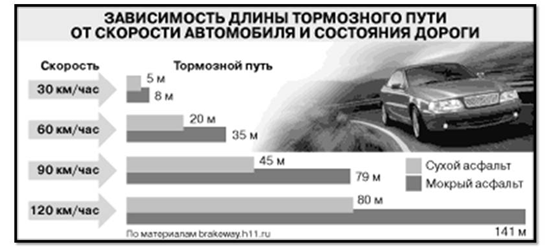 ЗАВИСИМОСТЬ ДЛИНЫ ТОРМОЗНОГО ПУТИ
ОТ СКОРОСТИ АВТОМОБИЛЯ И СОСТОЯНИЯ ДОРОГИ
Скорость Тормозной путь
30 км/час 5 м
8 м
60 км/час 20 м
35 м
90 км/час 45 м
79 м
Сухой асфальт
Мокрый асфальт
120 км/час 80 м
141 м
По материалам brakeway.h11.ru